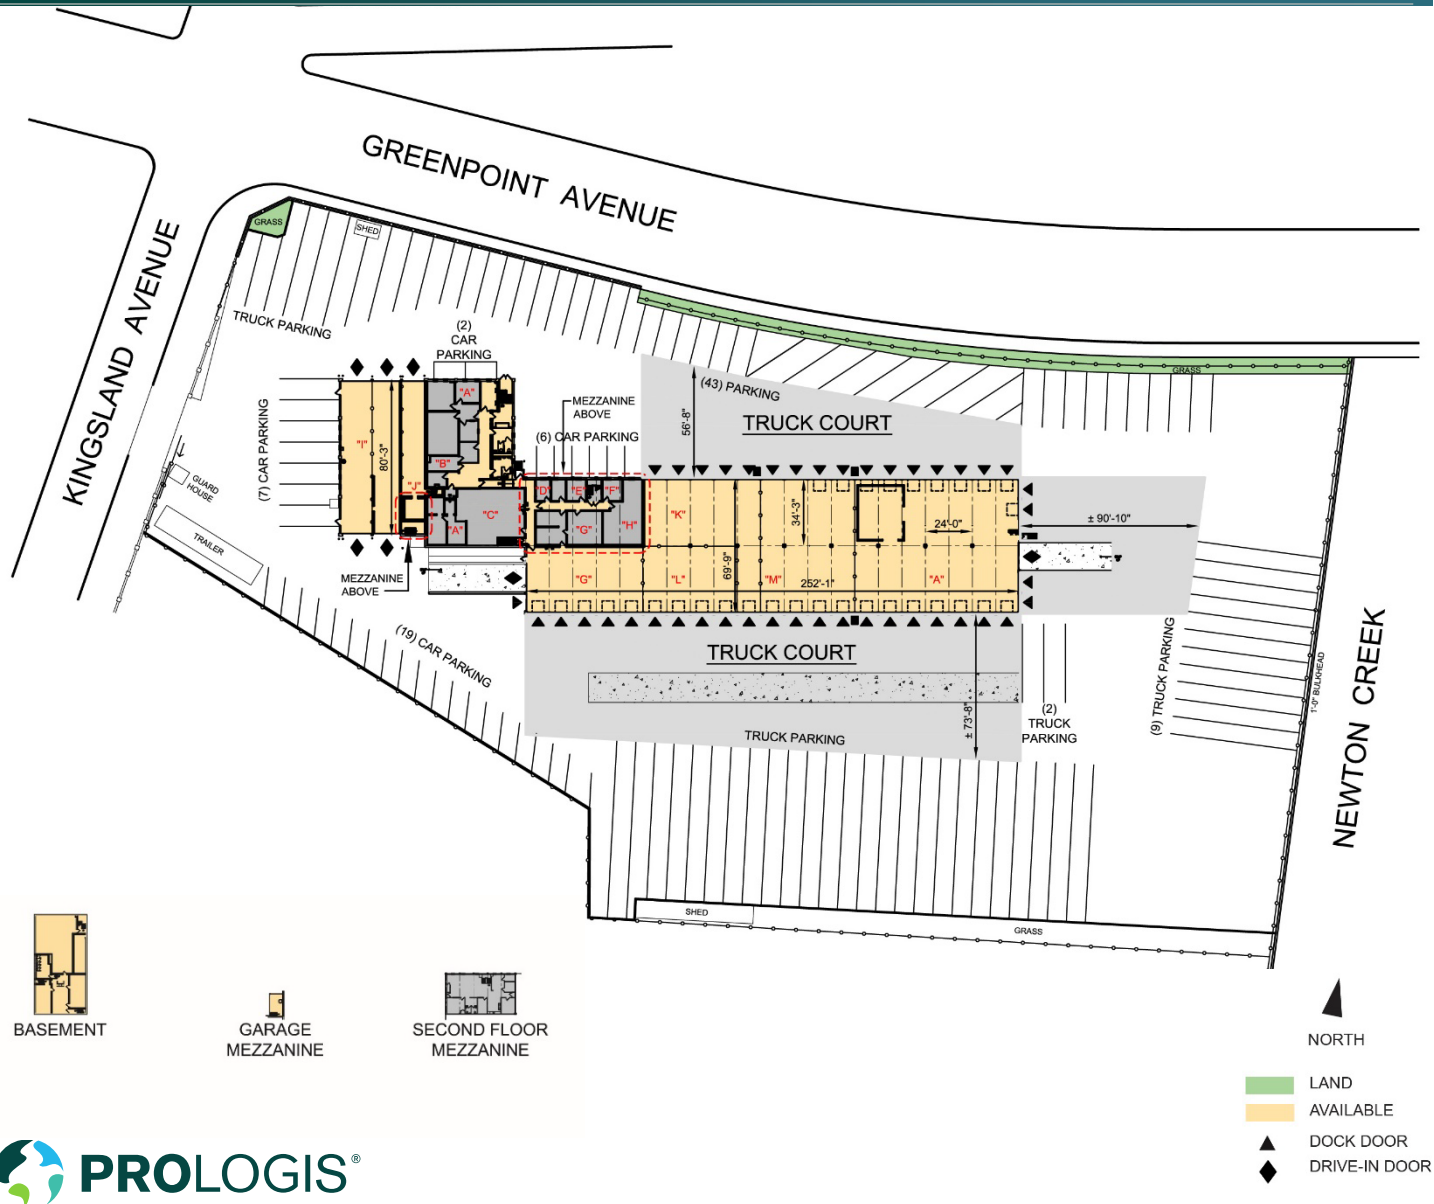 GREENPOINT AVENUE
KINGSLAND AVENUE
GRASS
SHED
TRUCK PARKING
(2)
CAR
PARKING
MEZZANINE
ABOVE
(6) CAR PARKING
(43) PARKING
TRUCK COURT
56'-8"
GRASS
(7) CAR PARKING
GUARD
HOUSE
TRAILER
"I"
80'-3"
"J"
"A"
"B"
"C"
"A"
"D"
"E"
"F"
"G"
"H"
"K"
34'-3"
24'-0"
± 90'-10"
"G"
"L"
69'-9"
"M"
252'-1"
"A"
MEZZANINE
ABOVE
(19) CAR PARKING
TRUCK COURT
TRUCK PARKING
± 73'-8"
(2)
TRUCK
PARKING
(9) TRUCK PARKING
1'-0" BULKHEAD
NEWTON CREEK
SHED
GRASS
BASEMENT
GARAGE
MEZZANINE
SECOND FLOOR
MEZZANINE
NORTH
LAND
AVAILABLE
DOCK DOOR
DRIVE-IN DOOR
PROLOGIS®